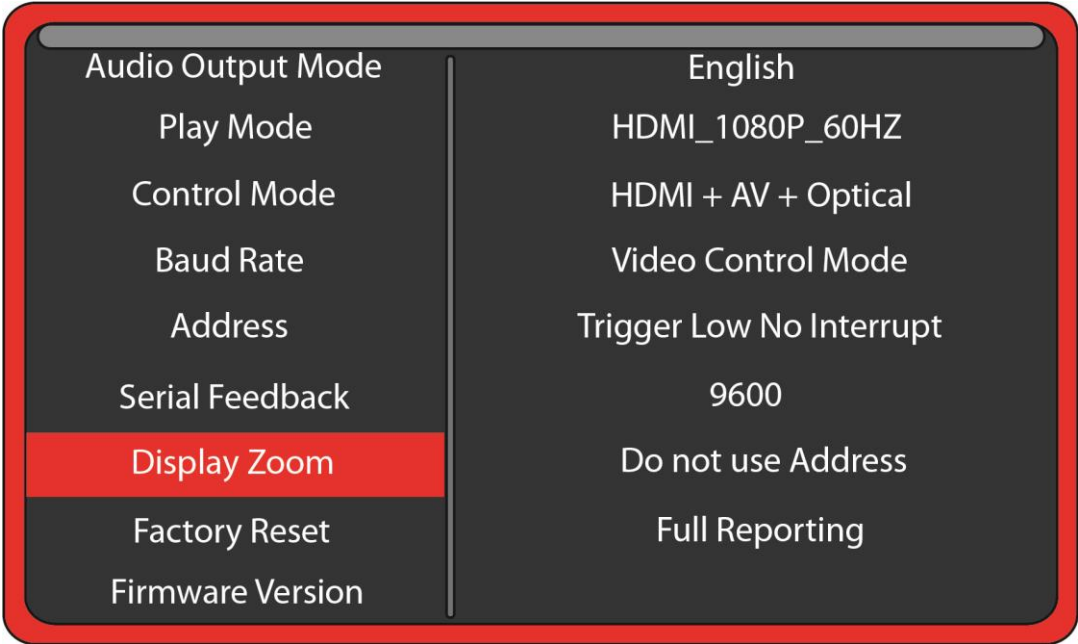 Audio Output Mode English
Play Mode HDMI_1080P_60HZ
Control Mode HDMI + AV + Optical
Baud Rate Video Control Mode
Address Trigger Low No Interrupt
Serial Feedback 9600
Display Zoom Do not use Address
Factory Reset Full Reporting
Firmware Version